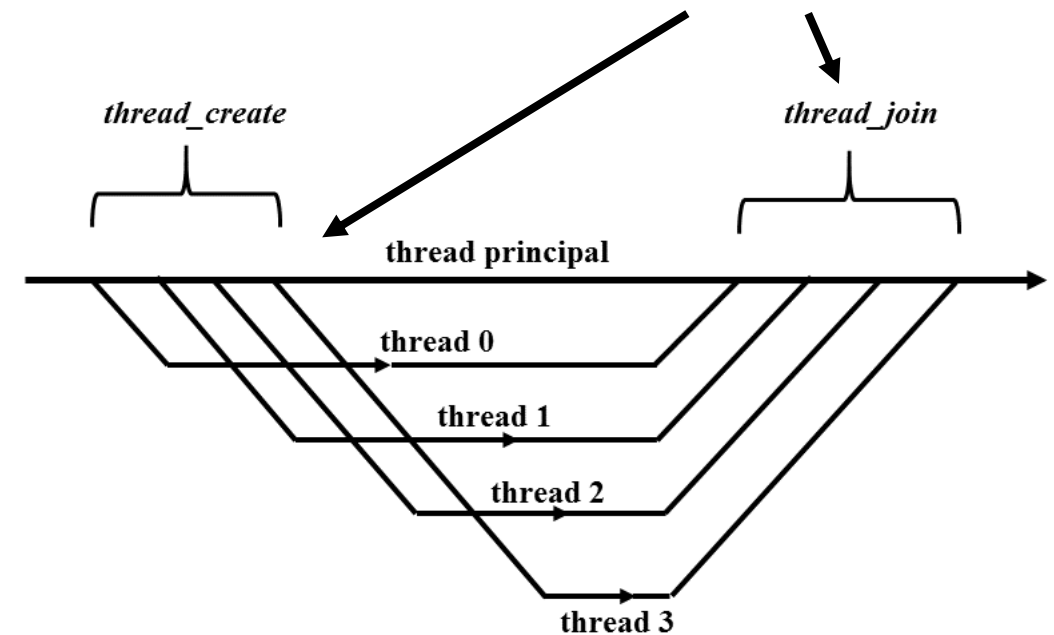 thread_create
thread_join
thread principal
thread 0
thread 1
thread 2
thread 3